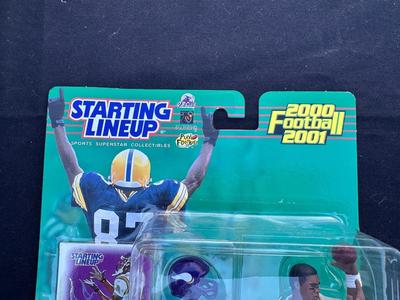 STARTING
LINEUP
SPORTS SUPERSTAR COLLECTIBLES
2000
Football
2001
87
STARTING
LINEUP